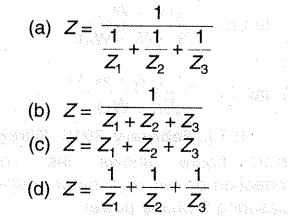 (a) Z = 1 / (1/Z₁ + 1/Z₂ + 1/Z₃)
(b) Z = 1 / (Z₁ + Z₂ + Z₃)
(c) Z = Z₁ + Z₂ + Z₃
(d) Z = 1/Z₁ + 1/Z₂ + 1/Z₃